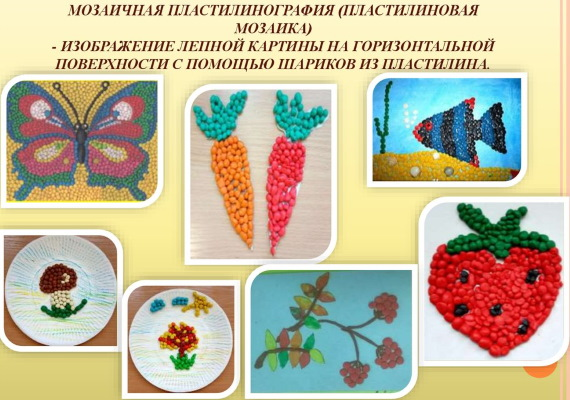 МОЗАИЧНАЯ ПЛАСТИЛИНОГРАФИЯ (ПЛАСТИЛИНОВАЯ
МОЗАИКА)
- ИЗОБРАЖЕНИЕ ЛЕПНОЙ КАРТИНЫ НА ГОРИЗОНТАЛЬНОЙ
ПОВЕРХНОСТИ С ПОМОЩЬЮ ШАРИКОВ ИЗ ПЛАСТИЛИНА.